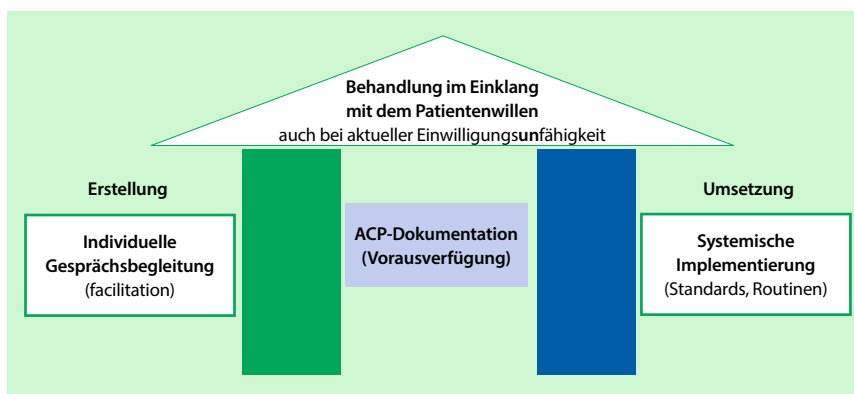 Behandlung im Einklang
mit dem Patientenwillen
auch bei aktueller Einwilligungsunfähigkeit
Erstellung
Individuelle
Gesprächsbegleitung
(facilitation)
ACP-Dokumentation
(Vorausverfügung)
Umsetzung
Systemische
Implementierung
(Standards, Routinen)